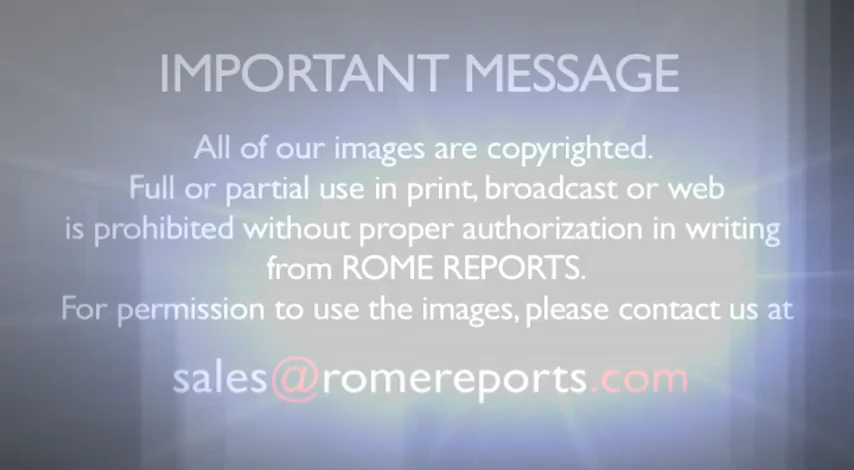 IMPORTANT MESSAGE
All of our images are copyrighted.
Full or partial use in print, broadcast or web
is prohibited without proper authorization in writing
from ROME REPORTS.
For permission to use the images, please contact us at
sales@romereports.com